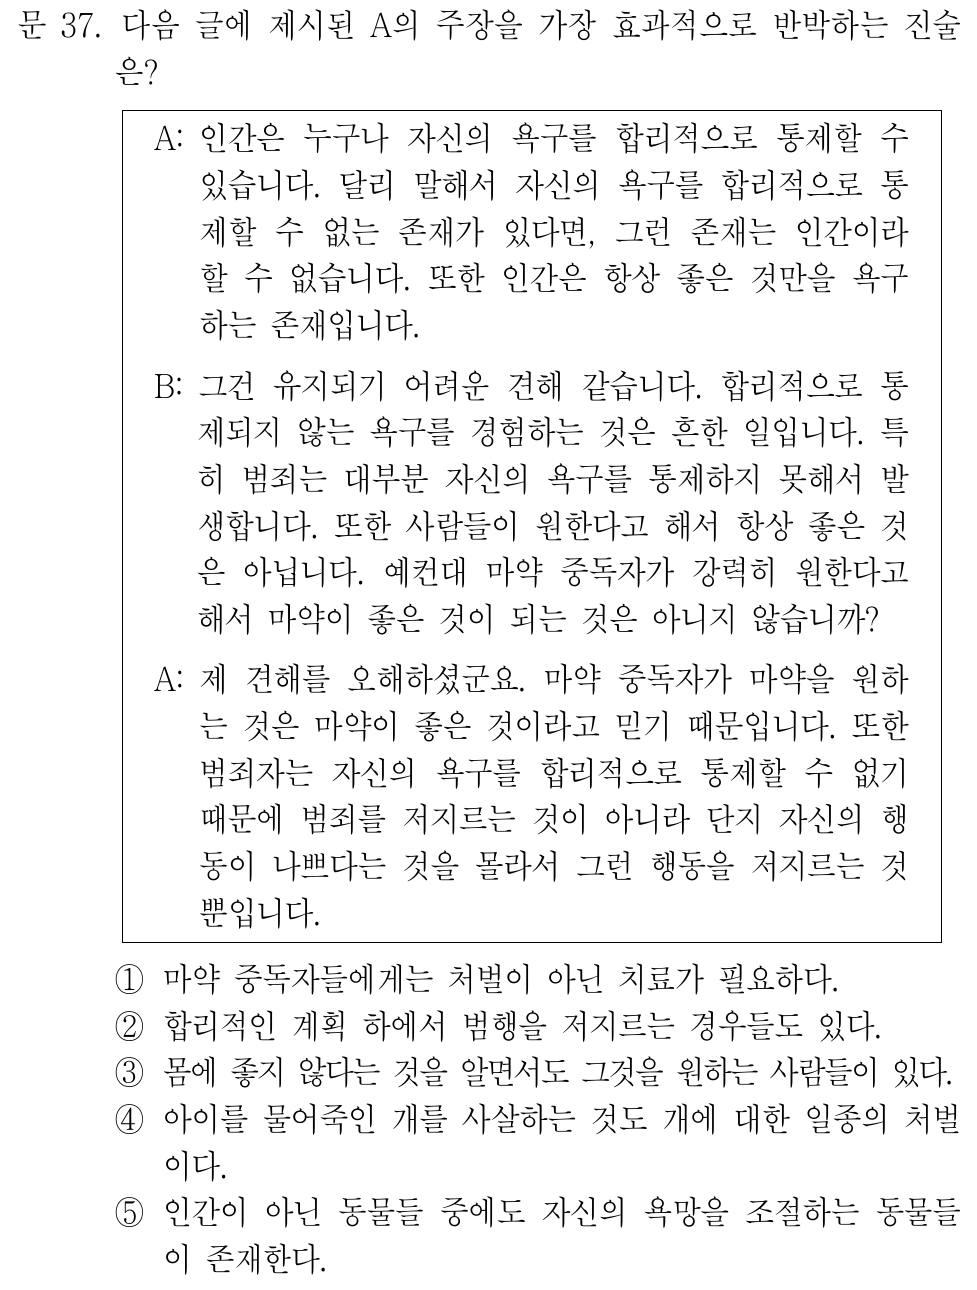 문 37. 다음 글에 제시된 A의 주장을 가장 효과적으로 반박하는 진술
은?
A: 인간은 누구나 자신의 욕구를 합리적으로 통제할 수
있습니다. 달리 말해서 자신의 욕구를 합리적으로 통
제할 수 없는 존재가 있다면, 그런 존재는 인간이라
할 수 없습니다. 또한 인간은 항상 좋은 것만을 욕구
하는 존재입니다.
B: 그건 유지되기 어려운 견해 같습니다. 합리적으로 통
제되지 않는 욕구를 경험하는 것은 흔한 일입니다. 특
히 범죄는 대부분 자신의 욕구를 통제하지 못해서 발
생합니다. 또한 사람들이 원한다고 해서 항상 좋은 것
은 아닙니다. 예컨대 마약 중독자가 강력히 원한다고
해서 마약이 좋은 것이 되는 것은 아니지 않습니까?
A: 제 견해를 오해하셨군요. 마약 중독자가 마약을 원하
는 것은 마약이 좋은 것이라고 믿기 때문입니다. 또한
범죄자는 자신의 욕구를 합리적으로 통제할 수 없기
때문에 범죄를 저지르는 것이 아니라 단지 자신의 행
동이 나쁘다는 것을 몰라서 그런 행동을 저지르는 것
뿐입니다.
① 마약 중독자들에게는 처벌이 아닌 치료가 필요하다.
② 합리적인 계획 하에서 범행을 저지르는 경우들도 있다.
③ 몸에 좋지 않다는 것을 알면서도 그것을 원하는 사람들이 있다.
④ 아이를 물어죽인 개를 사살하는 것도 개에 대한 일종의 처벌
이다.
⑤ 인간이 아닌 동물들 중에도 자신의 욕망을 조절하는 동물들
이 존재한다.